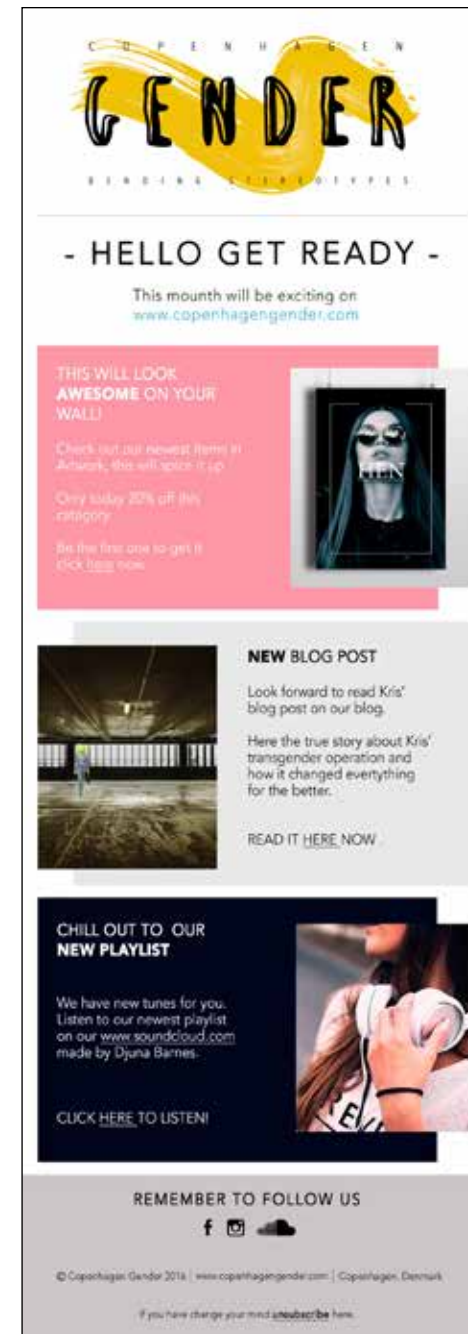 COPENHAGEN
GENDER
BENDING STEREOTYPES
- HELLO GET READY -
This mounth will be exciting on
www.copenhagengender.com
THIS WILL LOOK
AWESOME ON YOUR
WALL!
Check out our newest items in
Artwork, this will spice it up
Only today 20% off this
category
Be the first one to get it
click here now
HEN
NEW BLOG POST
Look forward to read Kris'
blog post on our blog.
Here the true story about Kris'
transgender operation and
how it changed evertything
for the better.
READ IT HERE NOW
CHILL OUT TO OUR
NEW PLAYLIST
We have new tunes for you.
Listen to our newest playlist
on our www.soundcloud.com
made by Djuna Barnes.
CLICK HERE TO LISTEN!
REMEMBER TO FOLLOW US
© Copenhagen Gender 2016 | www.copenhagengender.com | Copenhagen, Denmark
If you have change your mind unsubscribe here.